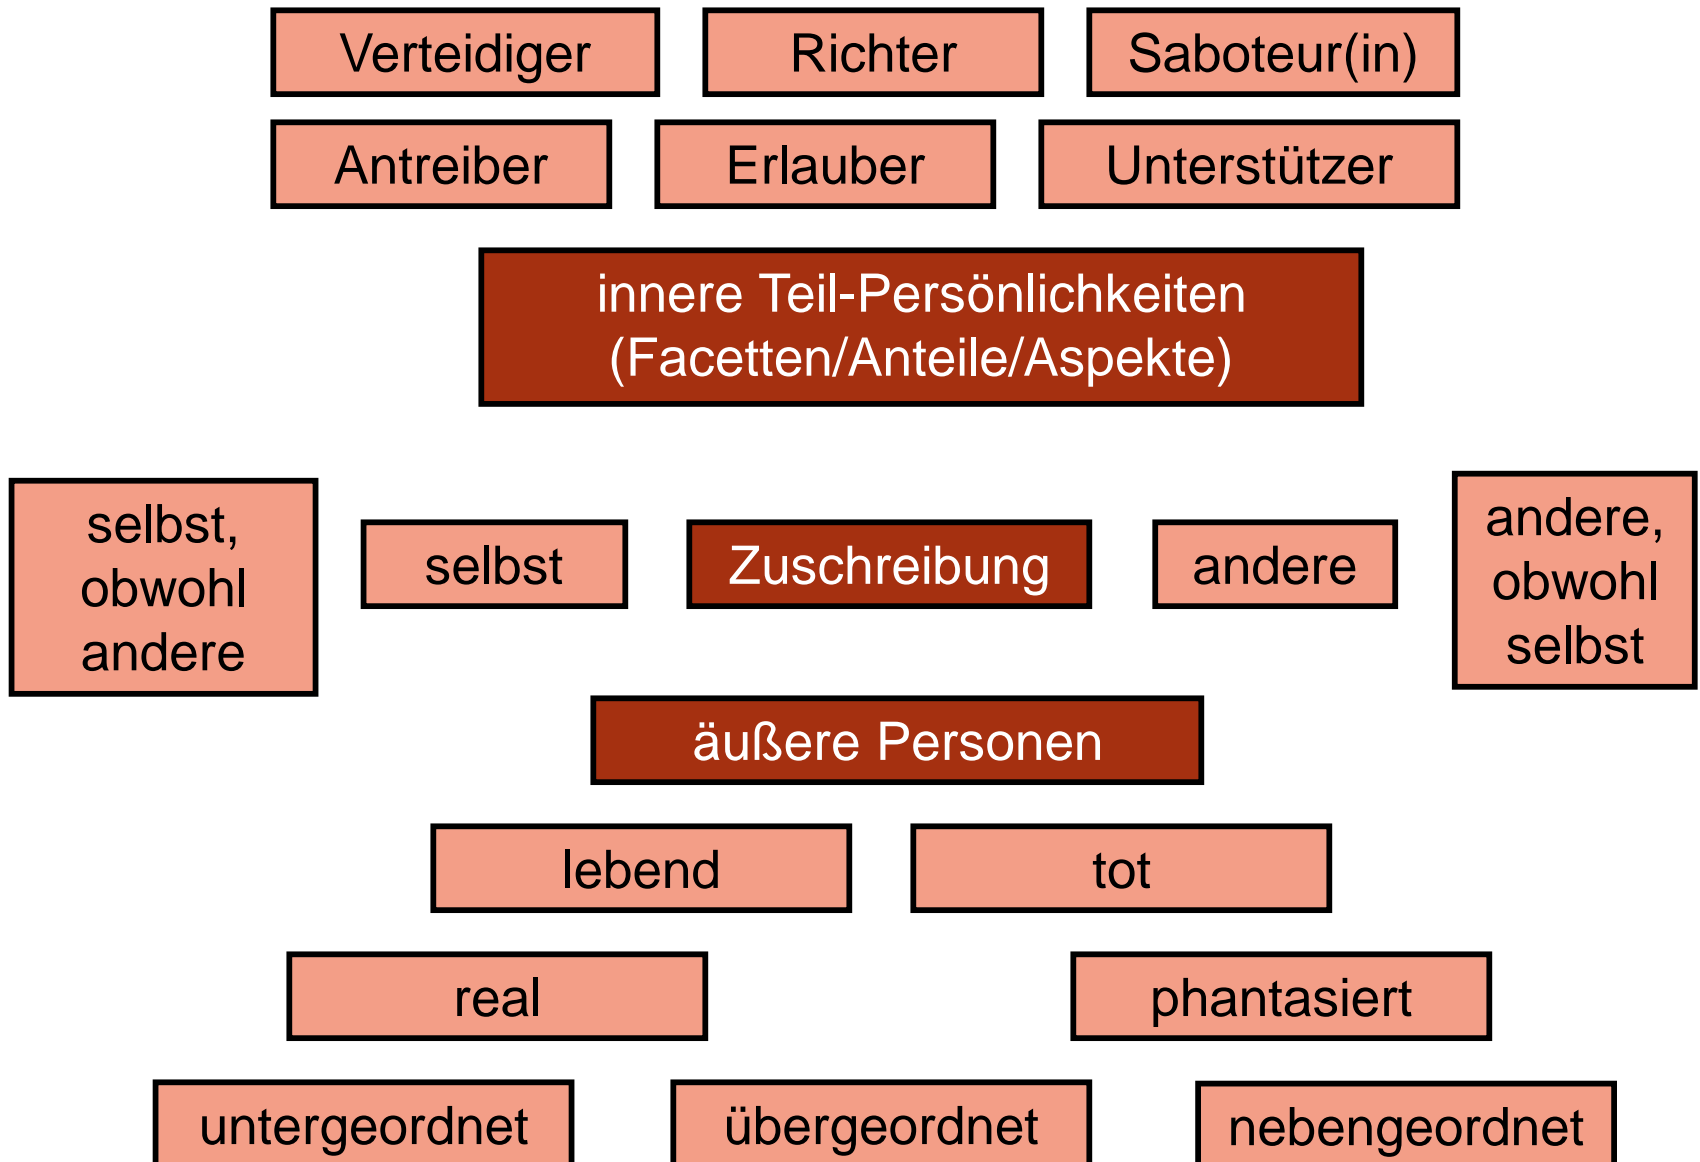 Verteidiger
Richter
Saboteur(in)
Antreiber
Erlauber
Unterstützer
innere Teil-Persönlichkeiten
(Facetten/Anteile/Aspekte)
selbst,
obwohl
andere
selbst
Zuschreibung
andere
andere,
obwohl
selbst
äußere Personen
lebend
tot
real
phantasiert
untergeordnet
übergeordnet
nebengeordnet